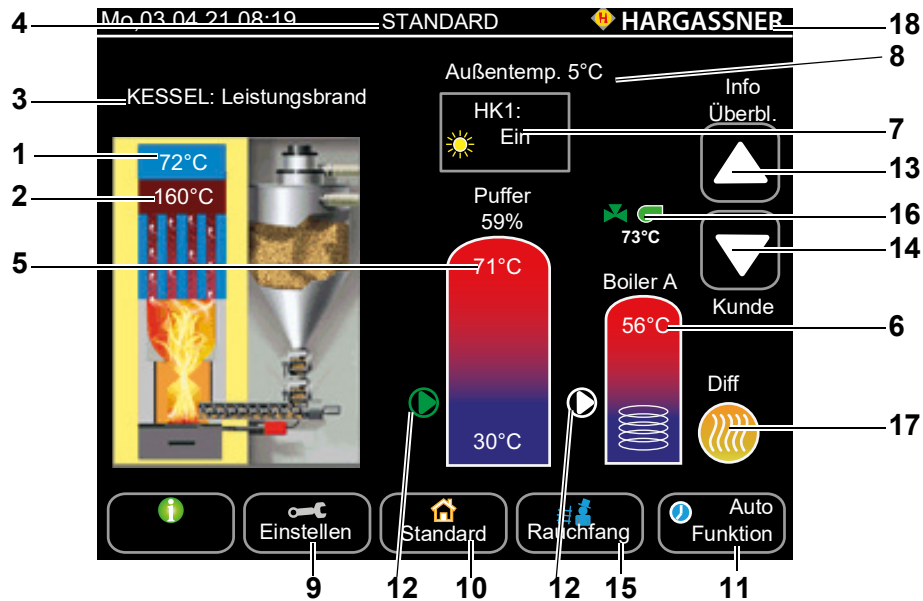 Mo,03.04.21 08:19
STANDARD
HARGASSNER
4
18
8
Außentemp. 5°C
3
KESSEL: Leistungsbrand
Info
Überbl.
HK1:
Ein
7
1
72°C
13
2
160°C
Puffer
59%
16
73°C
14
5
71°C
Boiler A
Kunde
56°C
6
Diff
17
30°C
Einstellen
Standard
Rauchfang
Auto
Funktion
9
12
10
12
15
11